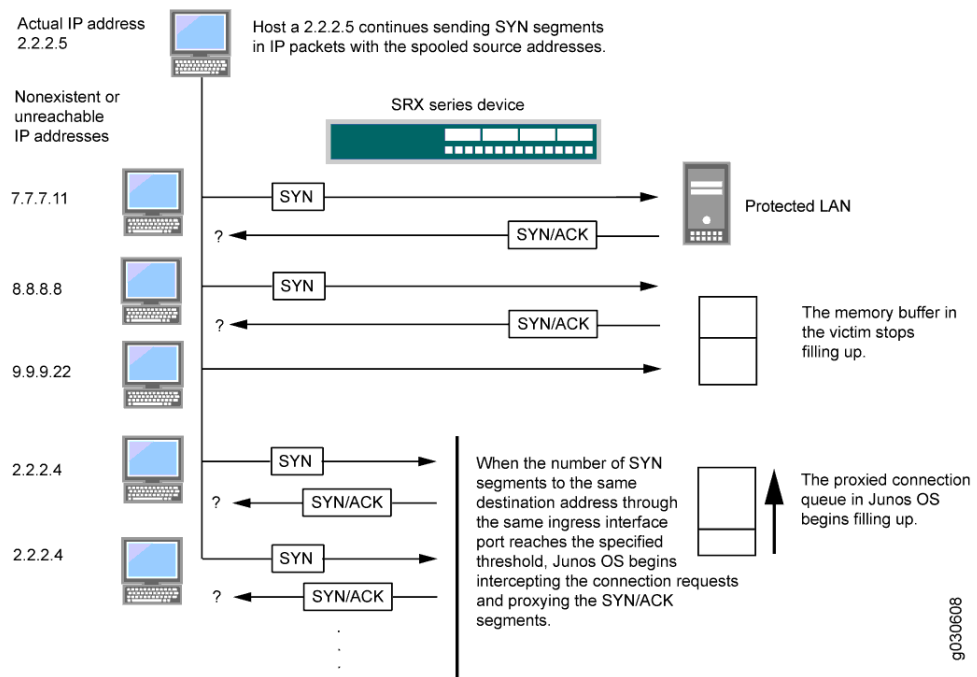 Actual IP address
2.2.2.5
Host a 2.2.2.5 continues sending SYN segments
in IP packets with the spooled source addresses.
Nonexistent or
unreachable
IP addresses
SRX series device
7.7.7.11
SYN
Protected LAN
? SYN/ACK
8.8.8.8
SYN
? SYN/ACK
The memory buffer in
the victim stops
filling up.
9.9.9.22
2.2.2.4
SYN
? SYN/ACK
2.2.2.4
SYN
? SYN/ACK
When the number of SYN
segments to the same
destination address through
the same ingress interface
port reaches the specified
threshold, Junos OS begins
intercepting the connection requests
and proxying the SYN/ACK
segments.
The proxied connection
queue in Junos OS
begins filling up.
g030608